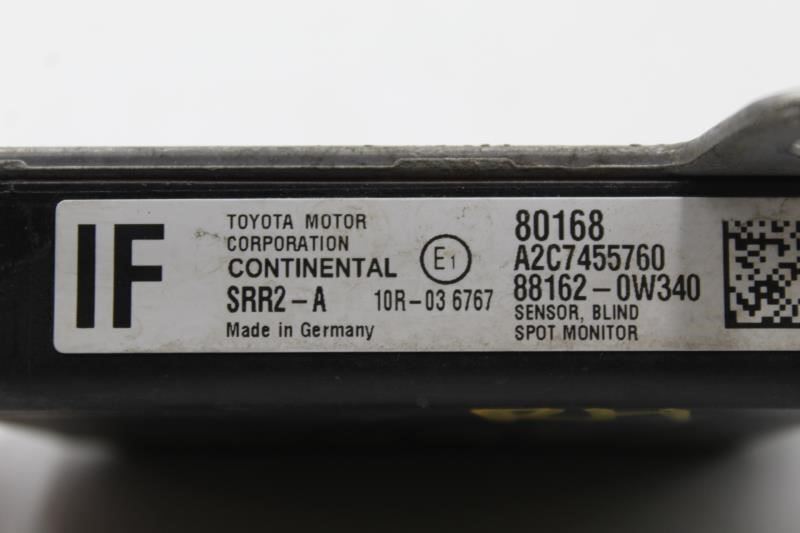 IF
TOYOTA MOTOR
CORPORATION
CONTINENTAL
SRR2-A
Made in Germany
E1
10R-03 6767
80168
A2C7455760
88162-0W340
SENSOR, BLIND
SPOT MONITOR